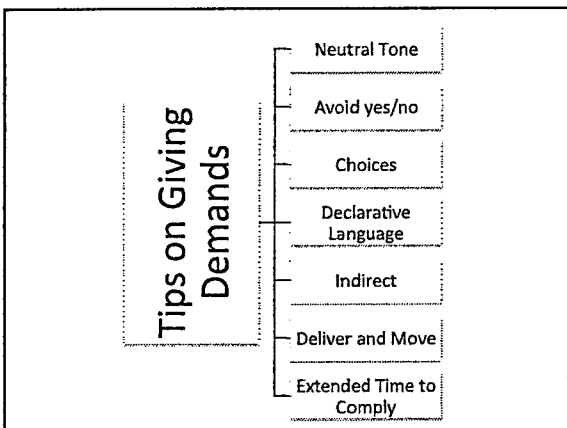 Tips on Giving
Demands
Neutral Tone
Avoid yes/no
Choices
Declarative
Language
Indirect
Deliver and Move
Extended Time to
Comply